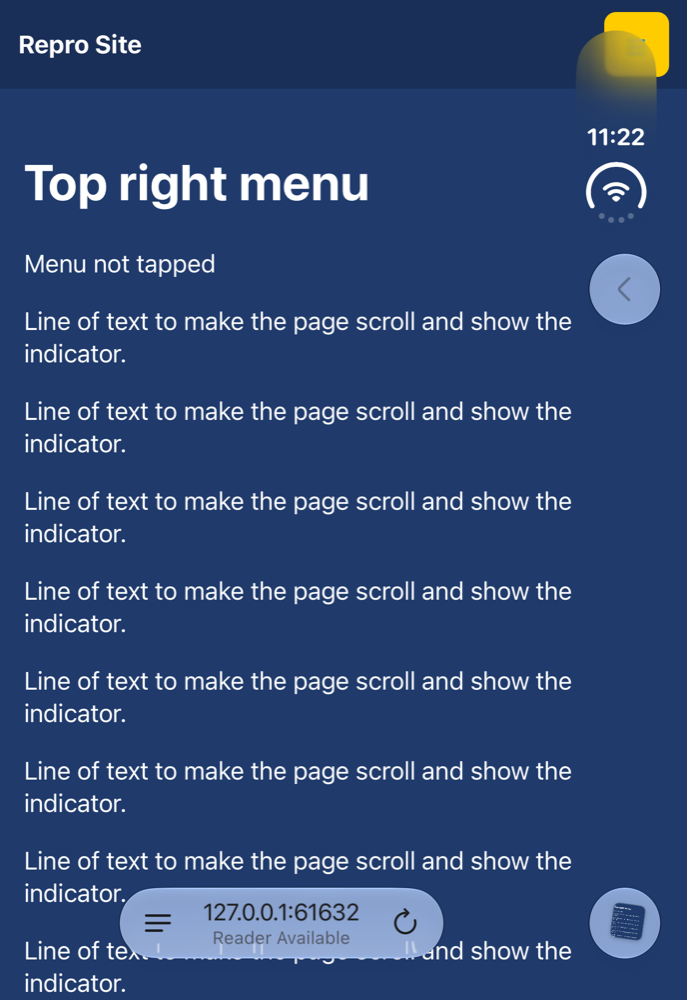 Repro Site
11:22
Top right menu
Menu not tapped
Line of text to make the page scroll and show the
indicator.
Line of text to make the page scroll and show the
indicator.
Line of text to make the page scroll and show the
indicator.
Line of text to make the page scroll and show the
indicator.
Line of text to make the page scroll and show the
indicator.
Line of text to make the page scroll and show the
indicator.
Line of text to make the page scroll and show the
indicator.
127.0.0.1:61632
Reader Available
Line of text to make the page scroll and show the
indicator.